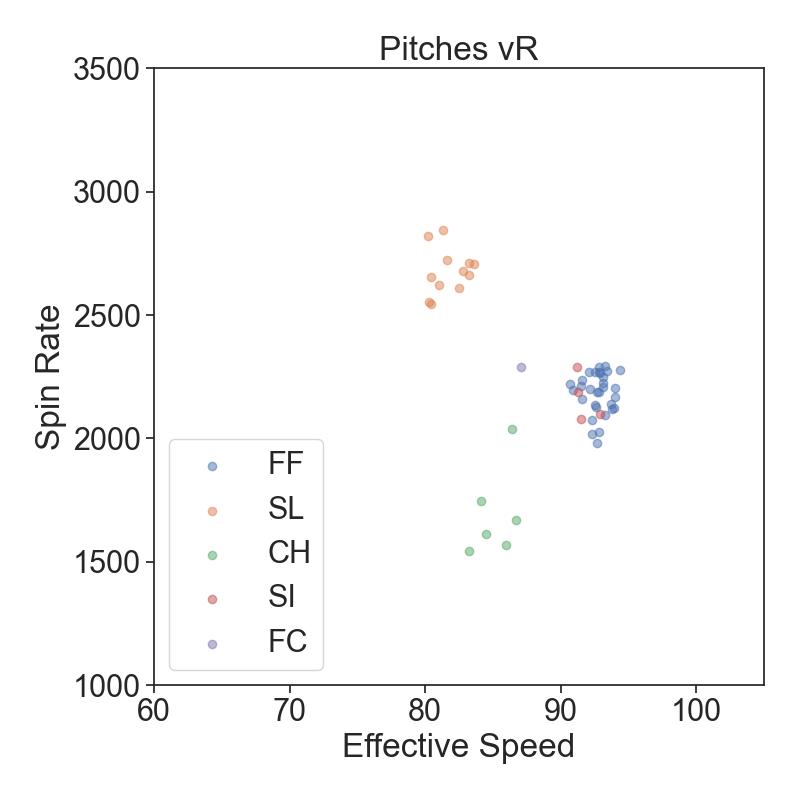 Pitches vR
3500
3000
2500
2000
1500
1000
Spin Rate
FF
SL
CH
SI
FC
60 70 80 90 100
Effective Speed